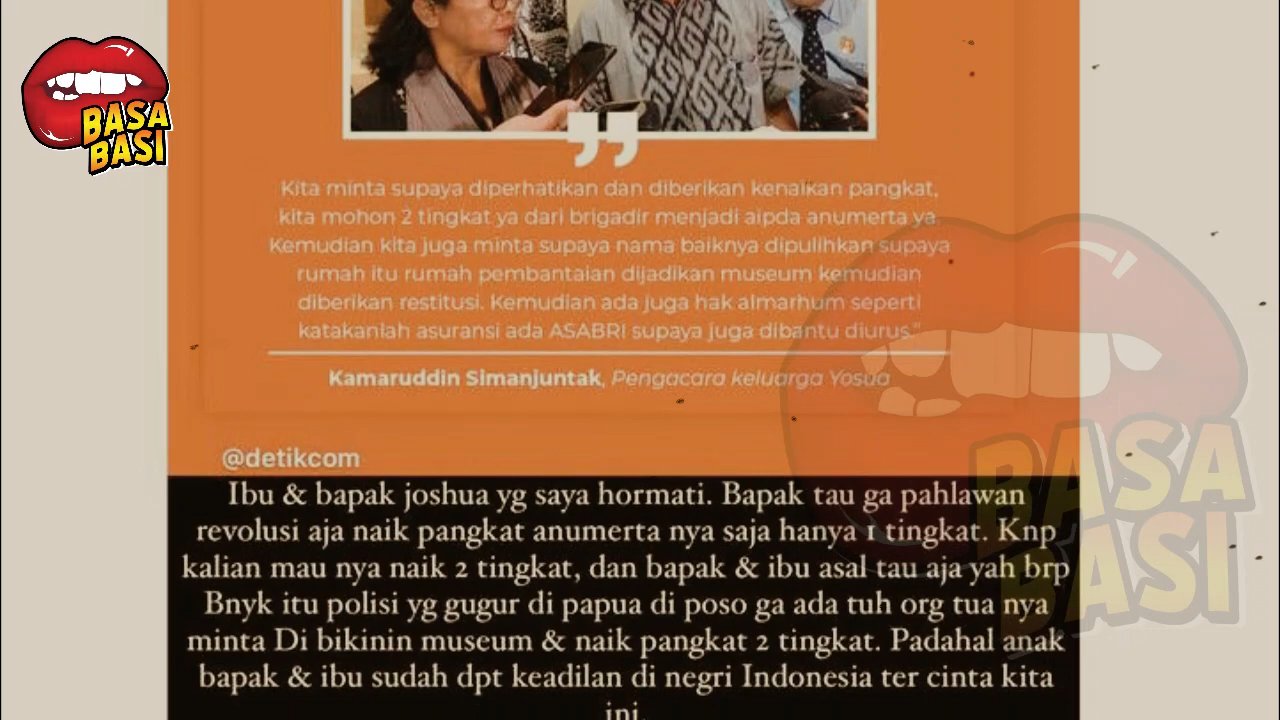 BASA
BASI
Kita minta supaya diperhatikan dan diberikan kenaikan pangkat,
kita mohon 2 tingkat ya dari brigadir menjadi aipda anumerta ya.
Kemudian kita juga minta supaya nama baiknya dipulihkan supaya
rumah itu rumah pembantaian dijadikan museum kemudian
diberikan restitusi. Kemudian ada juga hak almarhum seperti
katakanlah asuransi ada ASABRI supaya juga dibantu diurus."
Kamaruddin Simanjuntak, Pengacara keluarga Yosua
@detikcom
Ibu & bapak joshua yg saya hormati. Bapak tau ga pahlawan
revolusi aja naik pangkat anumerta nya saja hanya 1 tingkat. Knp
kalian mau nya naik 2 tingkat, dan bapak & ibu asal tau aja yah brp
Bnyk itu polisi yg gugur di papua di poso ga ada tuh org tua nya
minta Di bikinin museum & naik pangkat 2 tingkat. Padahal anak
bapak & ibu sudah dpt keadilan di negri Indonesia ter cinta kita
ini.
BASA
BASI